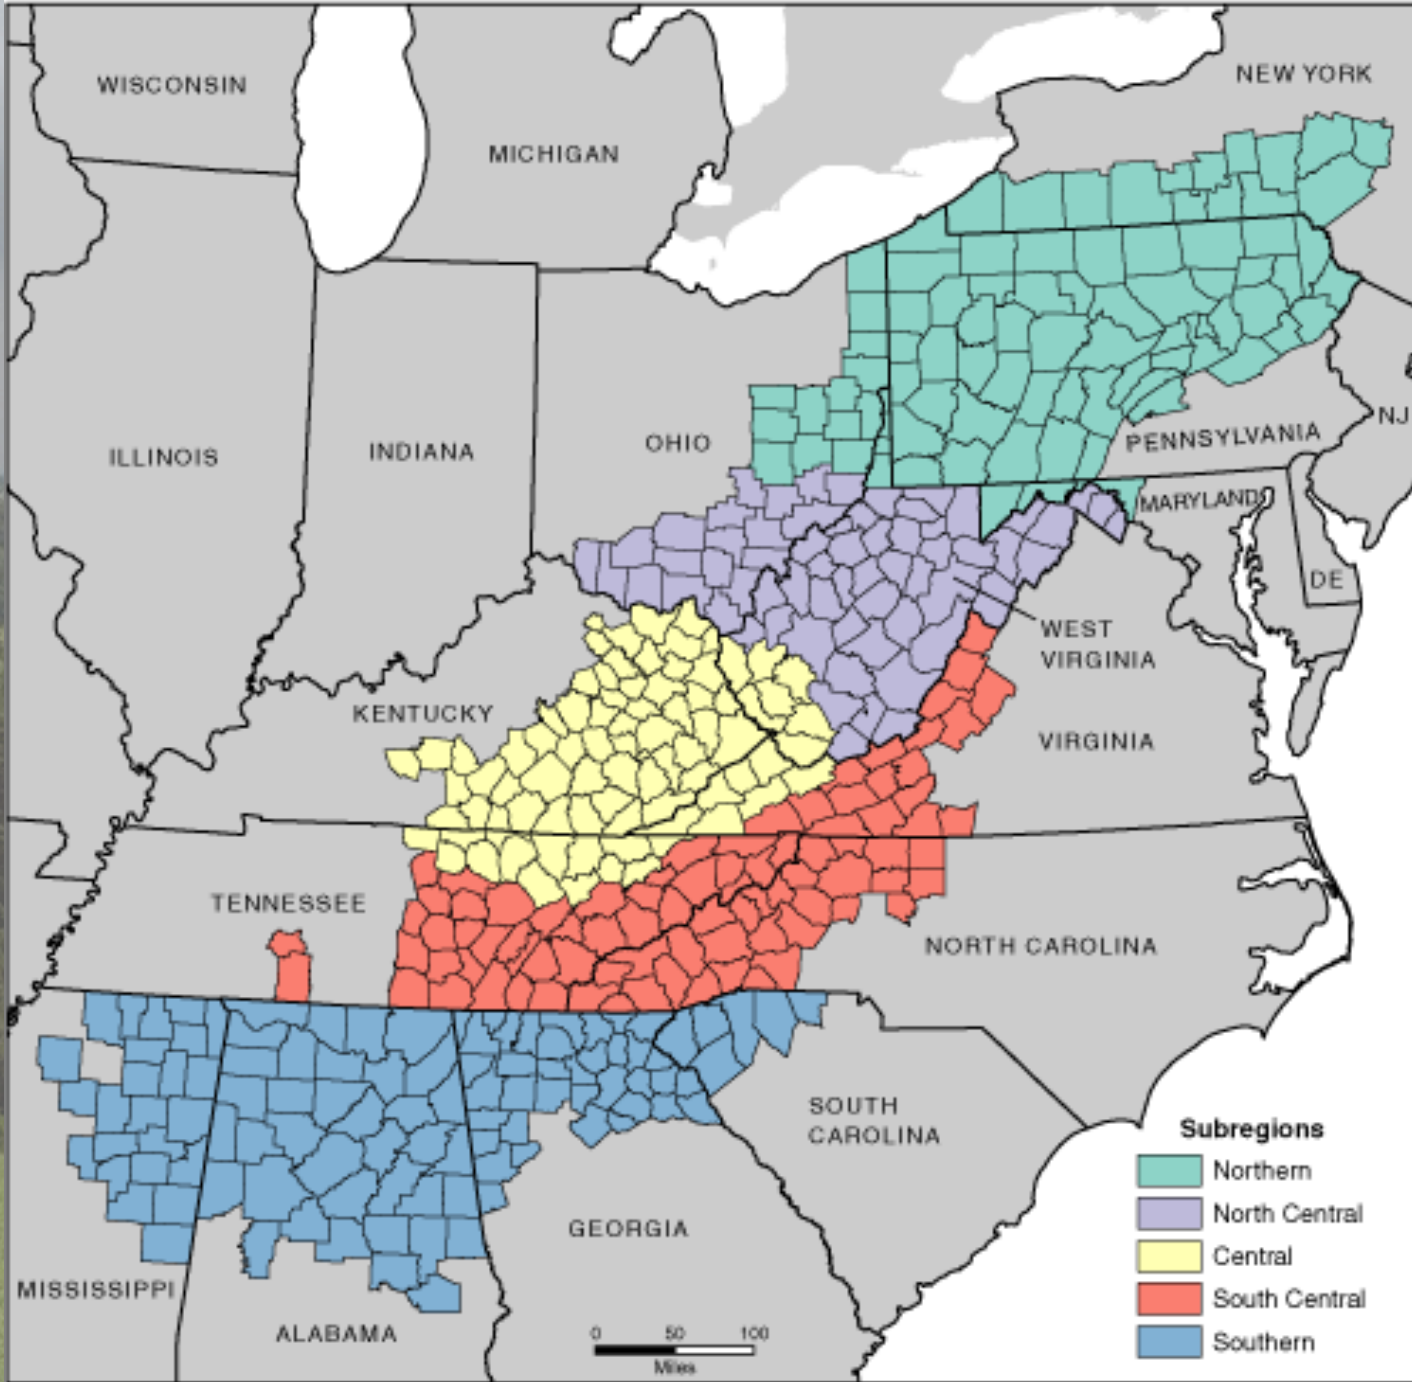 WISCONSIN
NEW YORK
MICHIGAN
ILLINOIS
INDIANA
OHIO
PENNSYLVANIA
NJ
MARYLAND
DE
WEST
VIRGINIA
KENTUCKY
VIRGINIA
TENNESSEE
NORTH CAROLINA
SOUTH
CAROLINA
GEORGIA
MISSISSIPPI
ALABAMA
Subregions
Northern
North Central
Central
South Central
Southern
0 50 100
Miles